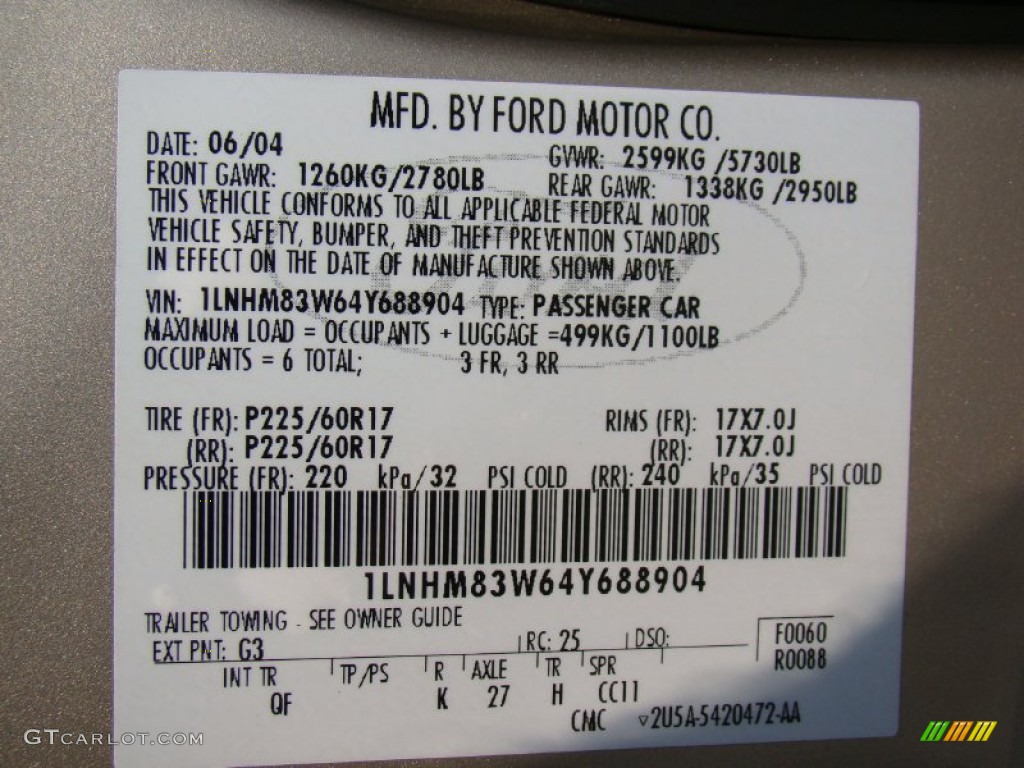 MFD. BY FORD MOTOR CO.
DATE: 06/04 GVWR: 2599KG /5730LB
FRONT GAWR: 1260KG/2780LB REAR GAWR: 1338KG /2950LB
THIS VEHICLE CONFORMS TO ALL APPLICABLE FEDERAL MOTOR
VEHICLE SAFETY, BUMPER, AND THEFT PREVENTION STANDARDS
IN EFFECT ON THE DATE OF MANUFACTURE SHOWN ABOVE.
VIN: 1LNHM83W64Y688904 TYPE: PASSENGER CAR
MAXIMUM LOAD = OCCUPANTS + LUGGAGE =499KG/1100LB
OCCUPANTS = 6 TOTAL; 3 FR, 3 RR
TIRE (FR): P225/60R17 RIMS (FR): 17X7.0J
(RR): P225/60R17 (RR): 17X7.0J
PRESSURE (FR): 220 kPa/32 PSI COLD (RR): 240 kPa/35 PSI COLD
1LNHM83W64Y688904
TRAILER TOWING - SEE OWNER GUIDE
EXT PNT: G3 RC: 25 DSO: F0060
R0088
INT TR TP/PS R AXLE TR SPR
QF K 27 H CC11
CMC ▽2U5A-5420472-AA
GTCARLOT.COM